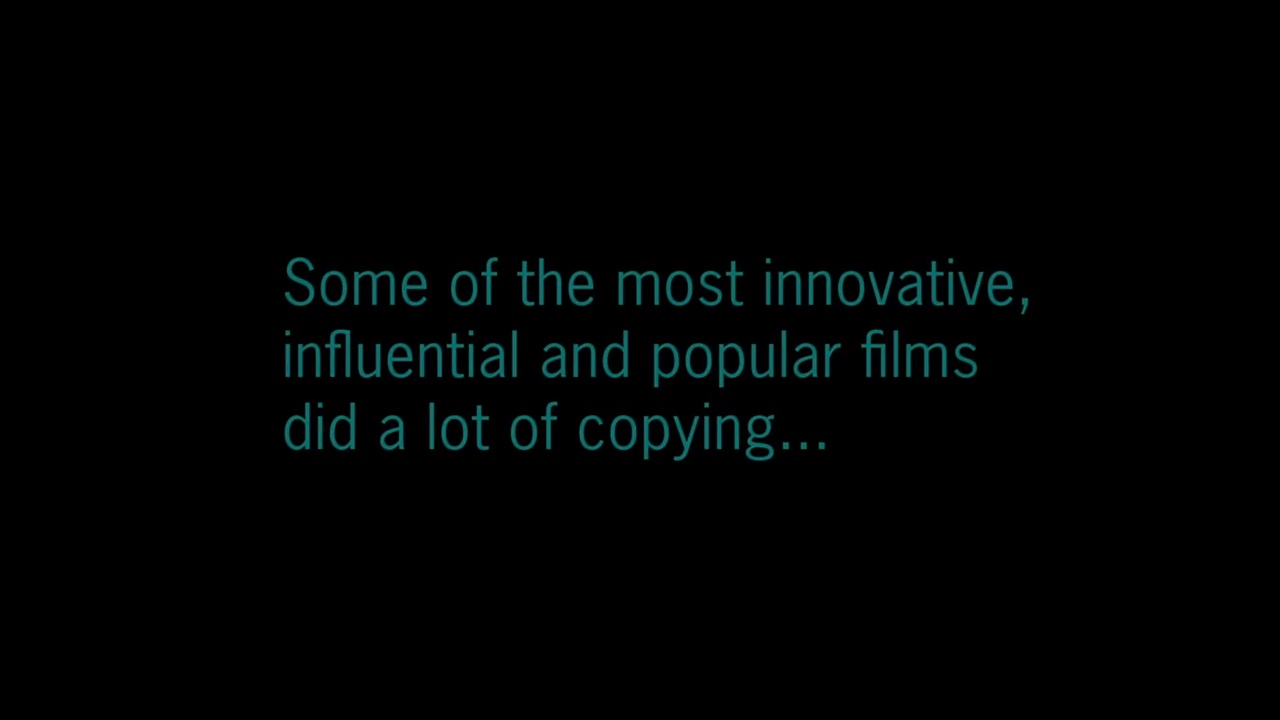 Some of the most innovative,
influential and popular films
did a lot of copying...